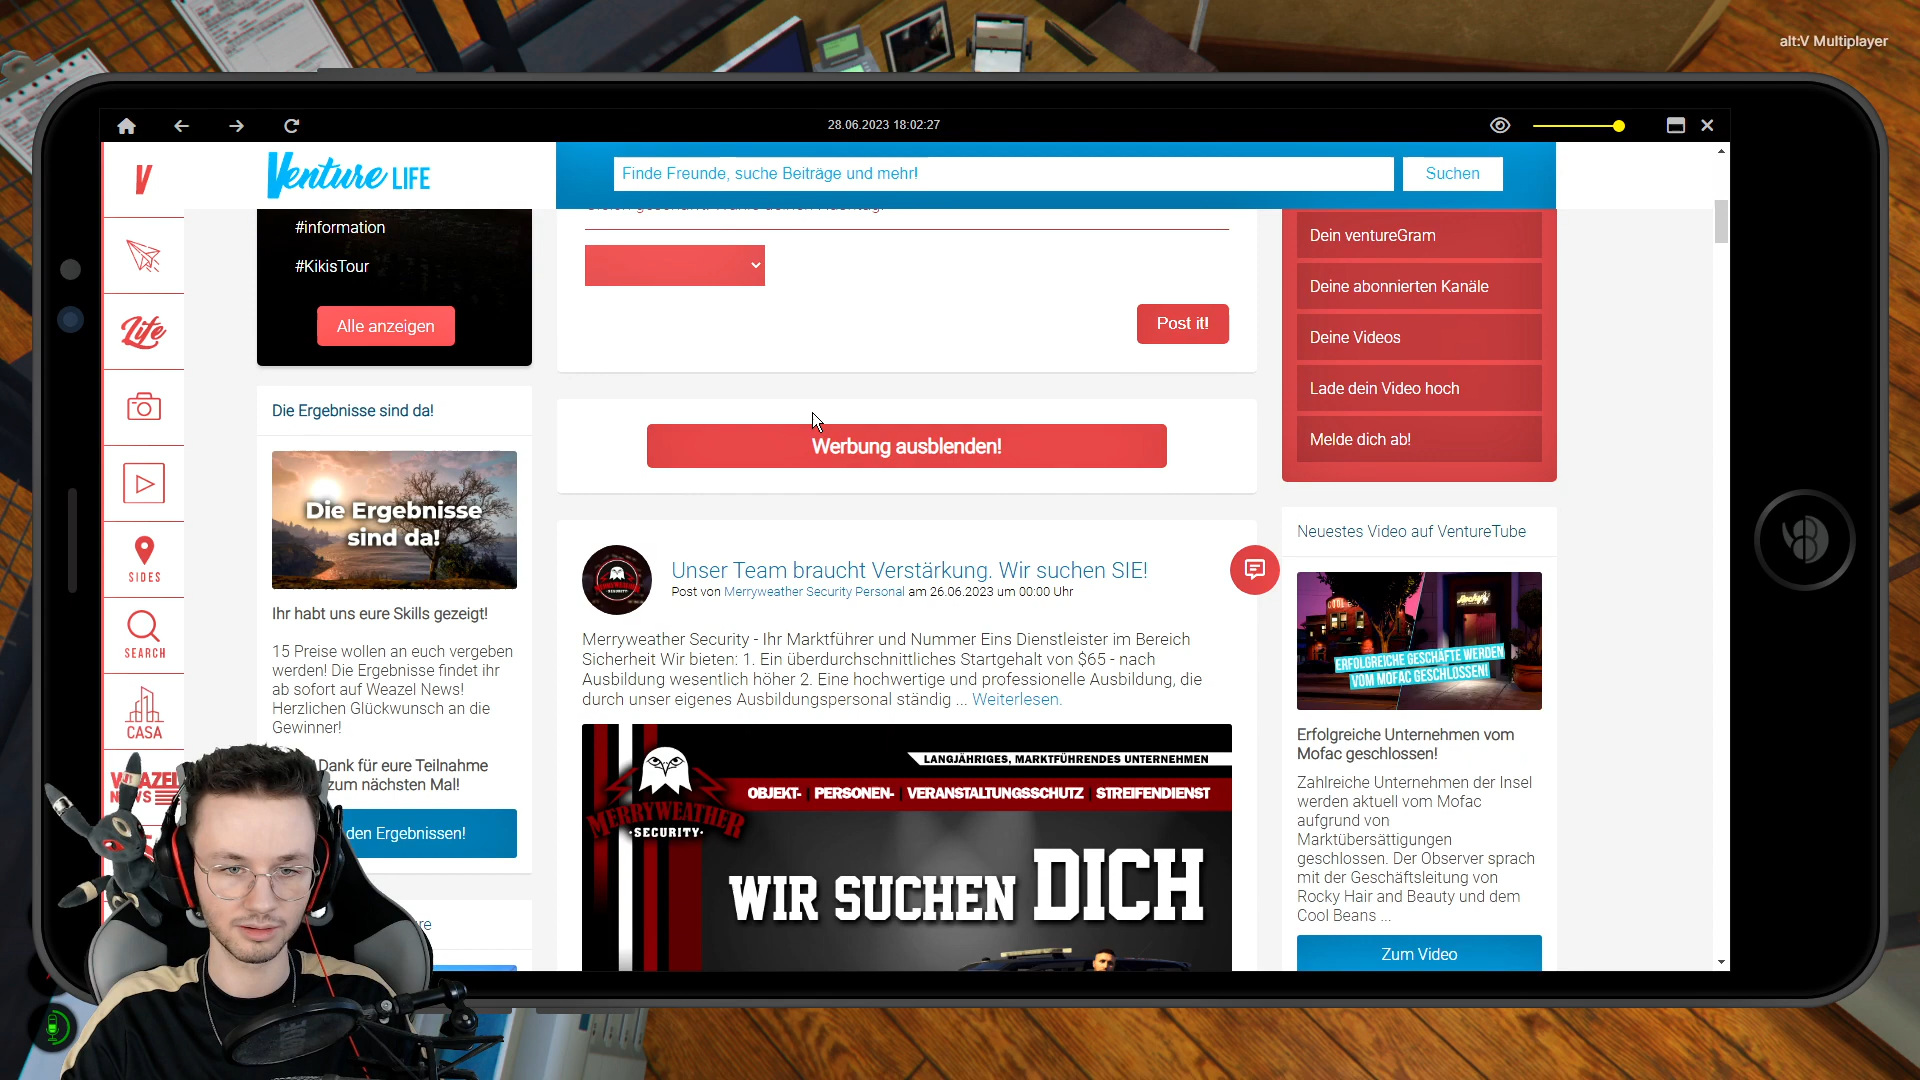 alt:V Multiplayer
28.06.2023 18:02:27
Venture LIFE
Finde Freunde, suche Beiträge und mehr!
Suchen
V
Life
SIDES
SEARCH
CASA
WEAZEL
NEWS
#information
#KikisTour
Alle anzeigen
Die Ergebnisse sind da!
Die Ergebnisse
sind da!
Ihr habt uns eure Skills gezeigt!
15 Preise wollen an euch vergeben
werden! Die Ergebnisse findet ihr
ab sofort auf Weazel News!
Herzlichen Glückwunsch an die
Gewinner!
Dank für eure Teilnahme
zum nächsten Mal!
den Ergebnissen!
Post it!
Werbung ausblenden!
Unser Team braucht Verstärkung. Wir suchen SIE!
Post von Merryweather Security Personal am 26.06.2023 um 00:00 Uhr
Merryweather Security - Ihr Marktführer und Nummer Eins Dienstleister im Bereich
Sicherheit Wir bieten: 1. Ein überdurchschnittliches Startgehalt von $65 - nach
Ausbildung wesentlich höher 2. Eine hochwertige und professionelle Ausbildung, die
durch unser eigenes Ausbildungspersonal ständig ... Weiterlesen.
LANGJÄHRIGES, MARKTFÜHRENDES UNTERNEHMEN
OBJEKT- PERSONEN- VERANSTALTUNGSSCHUTZ STREIFENDIENST
MERRYWEATHER
·SECURITY·
WIR SUCHEN DICH
Dein ventureGram
Deine abonnierten Kanäle
Deine Videos
Lade dein Video hoch
Melde dich ab!
Neuestes Video auf VentureTube
ERFOLGREICHE GESCHÄFTE WERDEN
VOM MOFAC GESCHLOSSEN!
Erfolgreiche Unternehmen vom
Mofac geschlossen!
Zahlreiche Unternehmen der Insel
werden aktuell vom Mofac
aufgrund von
Marktübersättigungen
geschlossen. Der Observer sprach
mit der Geschäftsleitung von
Rocky Hair and Beauty und dem
Cool Beans ...
Zum Video